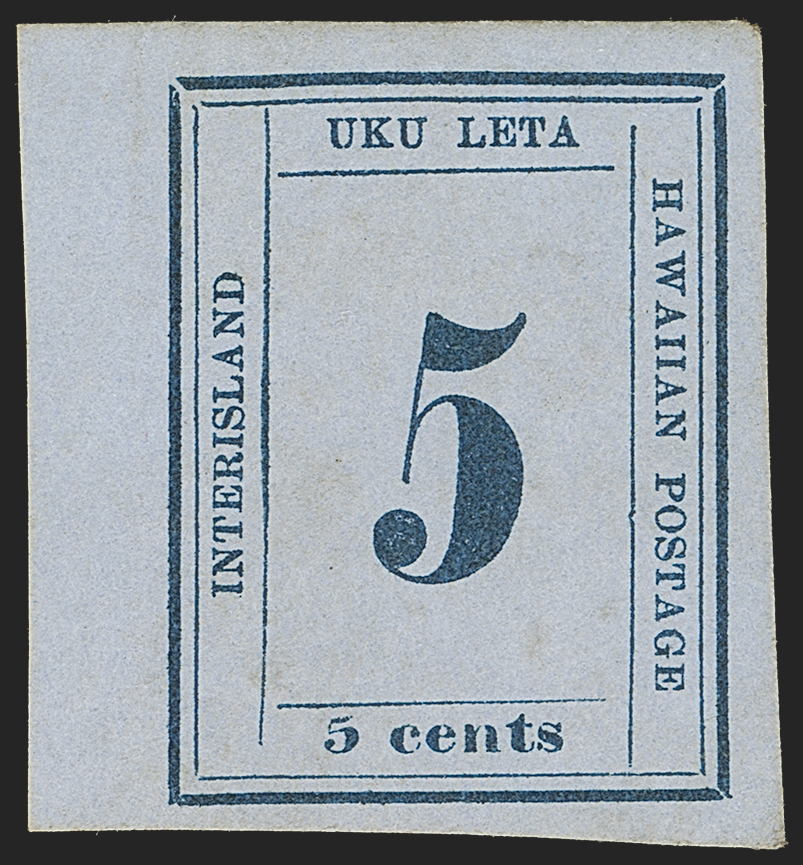 UKU LETA
INTERISLAND
HAWAIIAN POSTAGE
5
5 cents